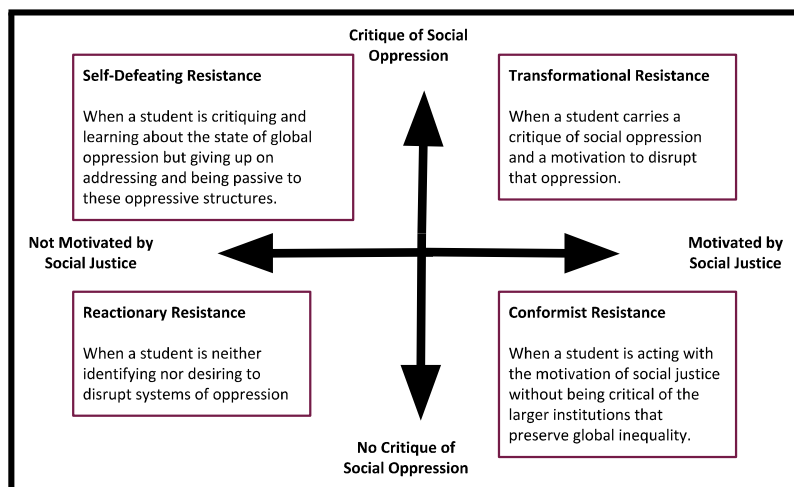 Critique of Social
Oppression
Self-Defeating Resistance
When a student is critiquing and
learning about the state of global
oppression but giving up on
addressing and being passive to
these oppressive structures.
Transformational Resistance
When a student carries a
critique of social oppression
and a motivation to disrupt
that oppression.
Not Motivated by
Social Justice
Motivated by
Social Justice
Reactionary Resistance
When a student is neither
identifying nor desiring to
disrupt systems of oppression
Conformist Resistance
When a student is acting with
the motivation of social justice
without being critical of the
larger institutions that
preserve global inequality.
No Critique of
Social Oppression